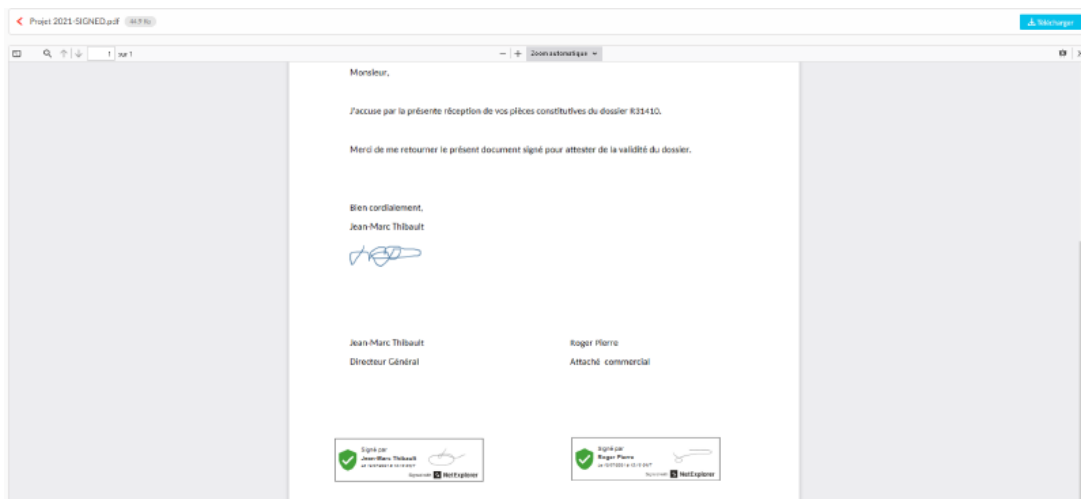 Projet 2021-SIGNED.pdf
Télécharger
1 sur 1
Zoom automatique
Monsieur,
J'accuse par la présente réception de vos pièces constitutives du dossier R31410.
Merci de me retourner le présent document signé pour attester de la validité du dossier.
Bien cordialement,
Jean-Marc Thibault
Jean-Marc Thibault
Roger Pierre
Directeur Général
Attaché commercial
Signé par
Jean-Marc Thibault
NetExplorer
Signé par
Roger Pierre
NetExplorer